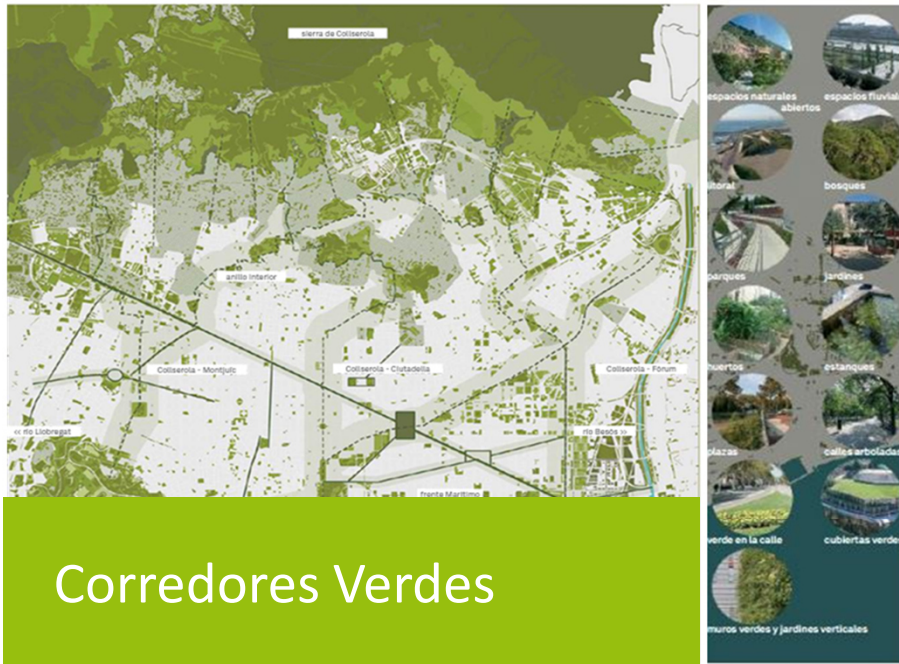 sierra de Collserola
anillo interior
Collserola - Montjuïc
Collserola - Ciutadella
Collserola - Fòrum
<< río Llobregat
río Besòs >>
frente Marítimo
Corredores Verdes
espacios naturales
abiertos
espacios fluvial
litoral
bosques
parques
jardines
huertos
estanques
plazas
calles arboladas
verde en la calle
cubiertas verdes
muros verdes y jardines verticales